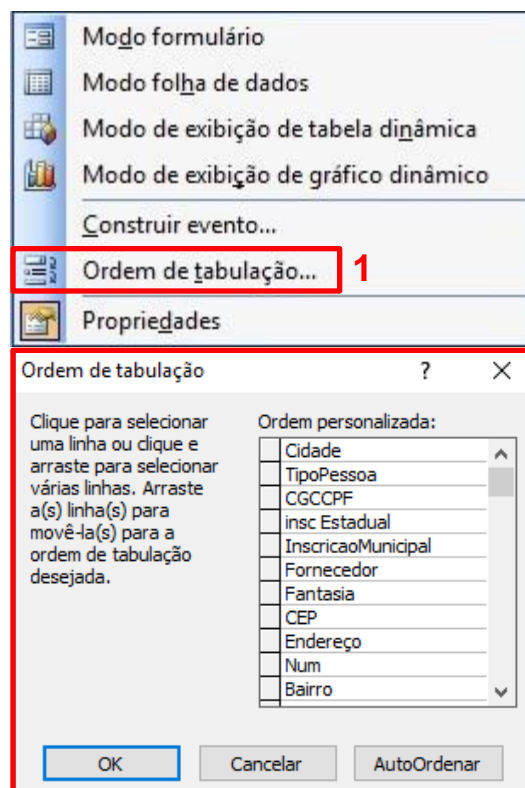 Modo formulário
Modo folha de dados
Modo de exibição de tabela dinâmica
Modo de exibição de gráfico dinâmico
Construir evento...
Ordem de tabulação... 1
Propriedades
Ordem de tabulação ? X
Clique para selecionar
uma linha ou clique e
arraste para selecionar
várias linhas. Arraste
a(s) linha(s) para
movê-la(s) para a
ordem de tabulação
desejada.
Ordem personalizada:
Cidade
TipoPessoa
CGCCPF
insc Estadual
InscricaoMunicipal
Fornecedor
Fantasia
CEP
Endereço
Num
Bairro
OK Cancelar AutoOrdenar